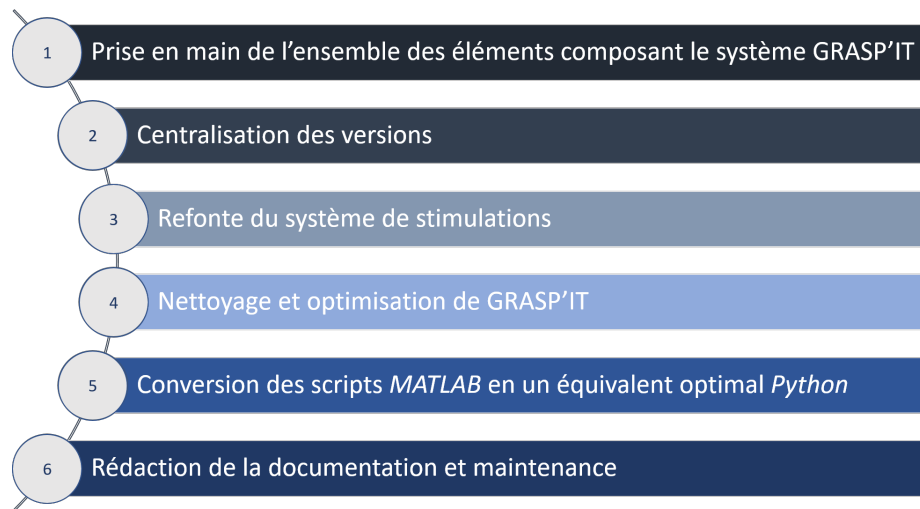 1 Prise en main de l’ensemble des éléments composant le système GRASP’IT
2 Centralisation des versions
3 Refonte du système de stimulations
4 Nettoyage et optimisation de GRASP’IT
5 Conversion des scripts MATLAB en un équivalent optimal Python
6 Rédaction de la documentation et maintenance